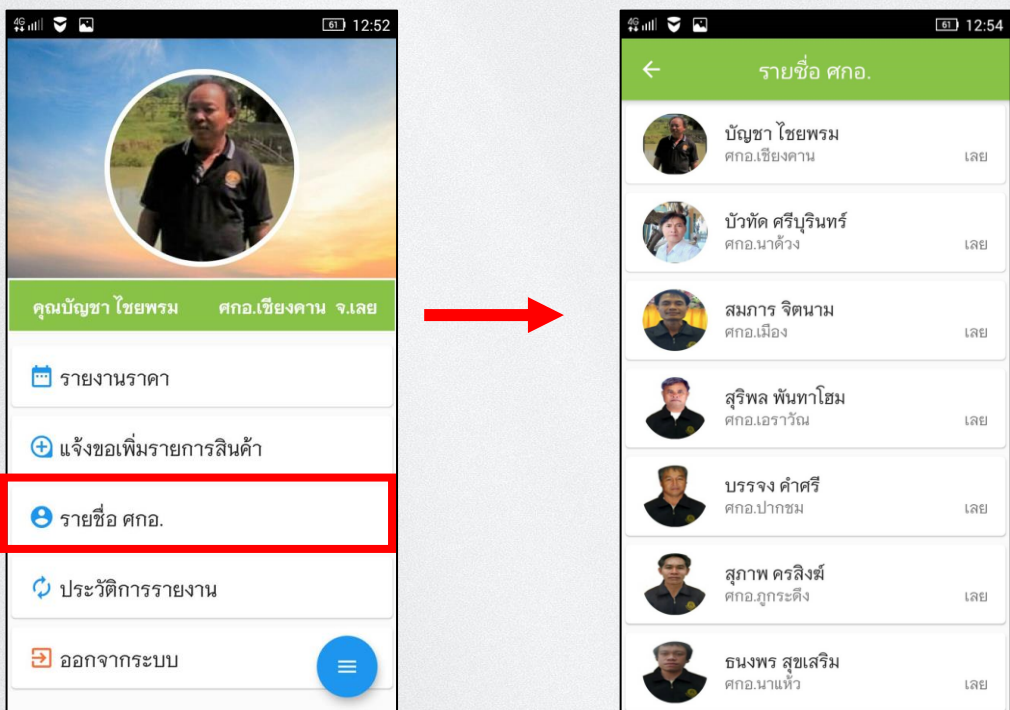 4G 61 12:52
คุณบัญชา ไชยพรม ศกอ.เชียงคาน จ.เลย
รายงานราคา
แจ้งขอเพิ่มรายการสินค้า
รายชื่อ ศกอ.
ประวัติการรายงาน
ออกจากระบบ
4G 61 12:54
รายชื่อ ศกอ.
บัญชา ไชยพรม
ศกอ.เชียงคาน เลย
บัวทัด ศรีบุรินทร์
ศกอ.นาด้วง เลย
สมภาร จิตนาม
ศกอ.เมือง เลย
สุริพล พันทาโฮม
ศกอ.เอราวัณ เลย
บรรจง คำศรี
ศกอ.ปากชม เลย
สุภาพ ครสิงฆ์
ศกอ.ภูกระดึง เลย
ธนงพร สุขเสริม
ศกอ.นาแห้ว เลย